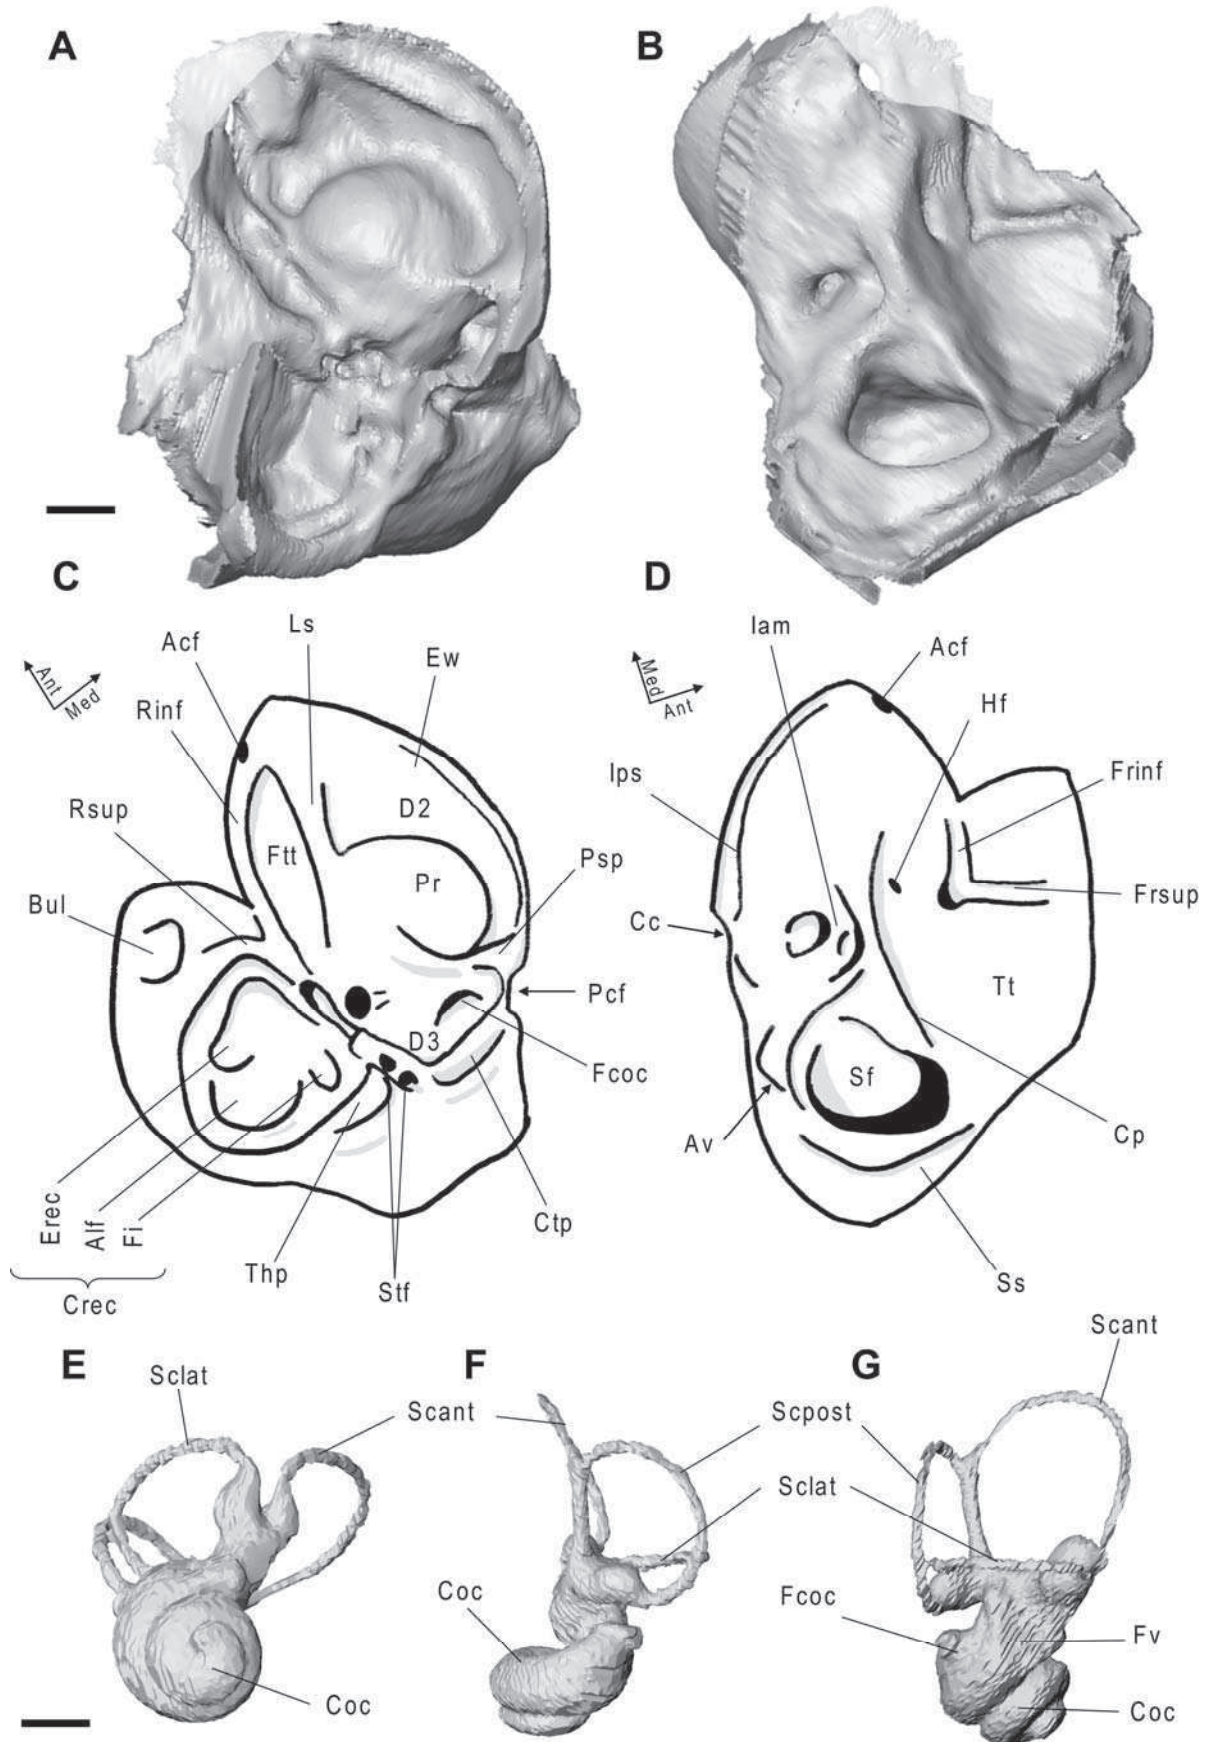 A
B
C
D
Ant
Med
Acf
Ls
Ew
Rinf
D2
Rsup
Ftt
Pr
Psp
Bul
Pcf
D3
Fcoc
Erec
Alf
Fi
Crec
Thp
Stf
Ctp
Med
Ant
Iam
Acf
Hf
Ips
Frinf
Frsup
Cc
Tt
Sf
Av
Cp
Ss
E
F
G
Sclat
Scant
Scpost
Scant
Sclat
Coc
Fcoc
Fv
Coc
Coc